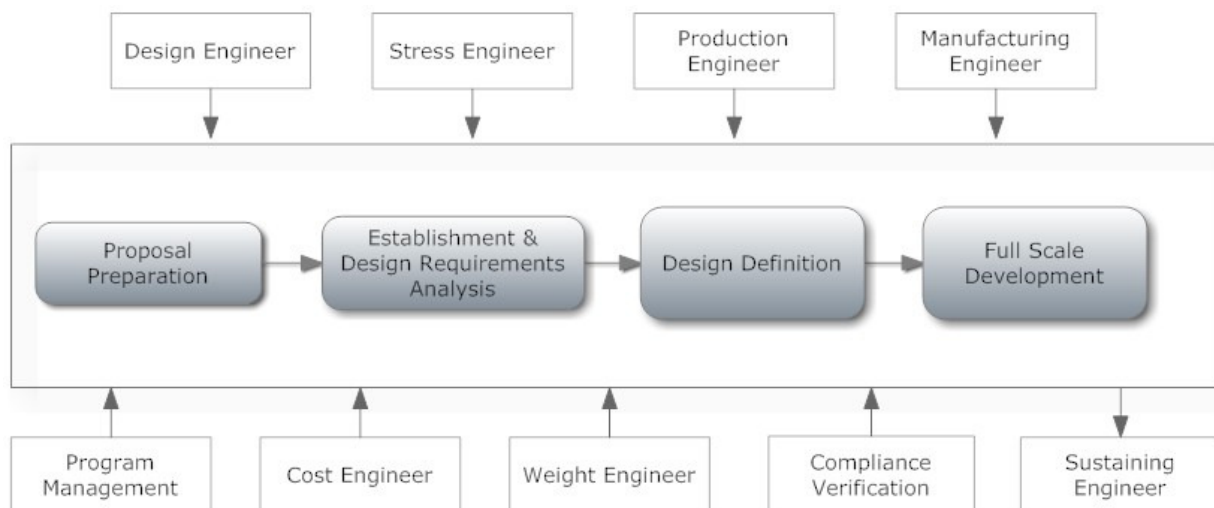 Design Engineer
Stress Engineer
Production
Engineer
Manufacturing
Engineer
Proposal
Preparation
Establishment &
Design Requirements
Analysis
Design Definition
Full Scale
Development
Program
Management
Cost Engineer
Weight Engineer
Compliance
Verification
Sustaining
Engineer